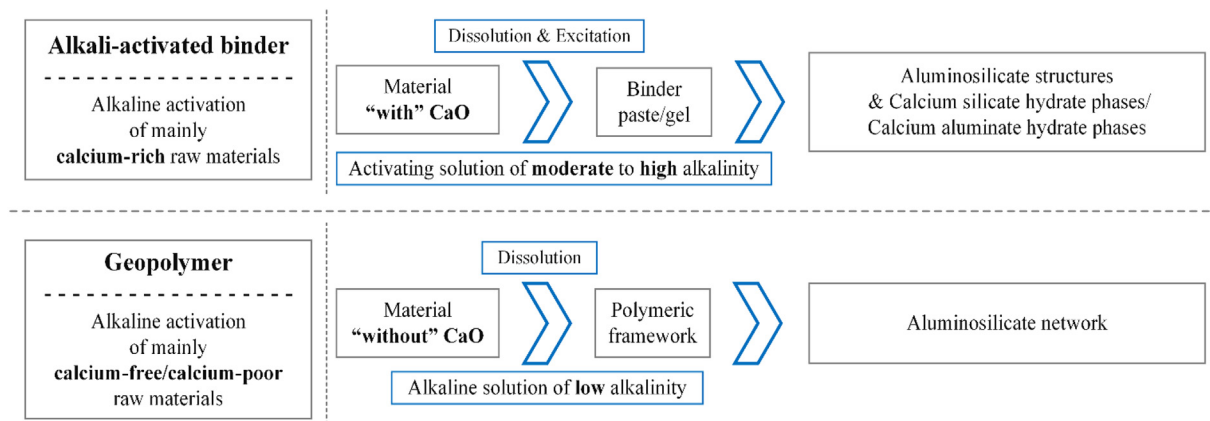 Alkali-activated binder
Alkaline activation
of mainly
calcium-rich raw materials
Dissolution & Excitation
Material
“with” CaO
Binder
paste/gel
Aluminosilicate structures
& Calcium silicate hydrate phases/
Calcium aluminate hydrate phases
Activating solution of moderate to high alkalinity
Geopolymer
Alkaline activation
of mainly
calcium-free/calcium-poor
raw materials
Dissolution
Material
“without” CaO
Polymeric
framework
Aluminosilicate network
Alkaline solution of low alkalinity